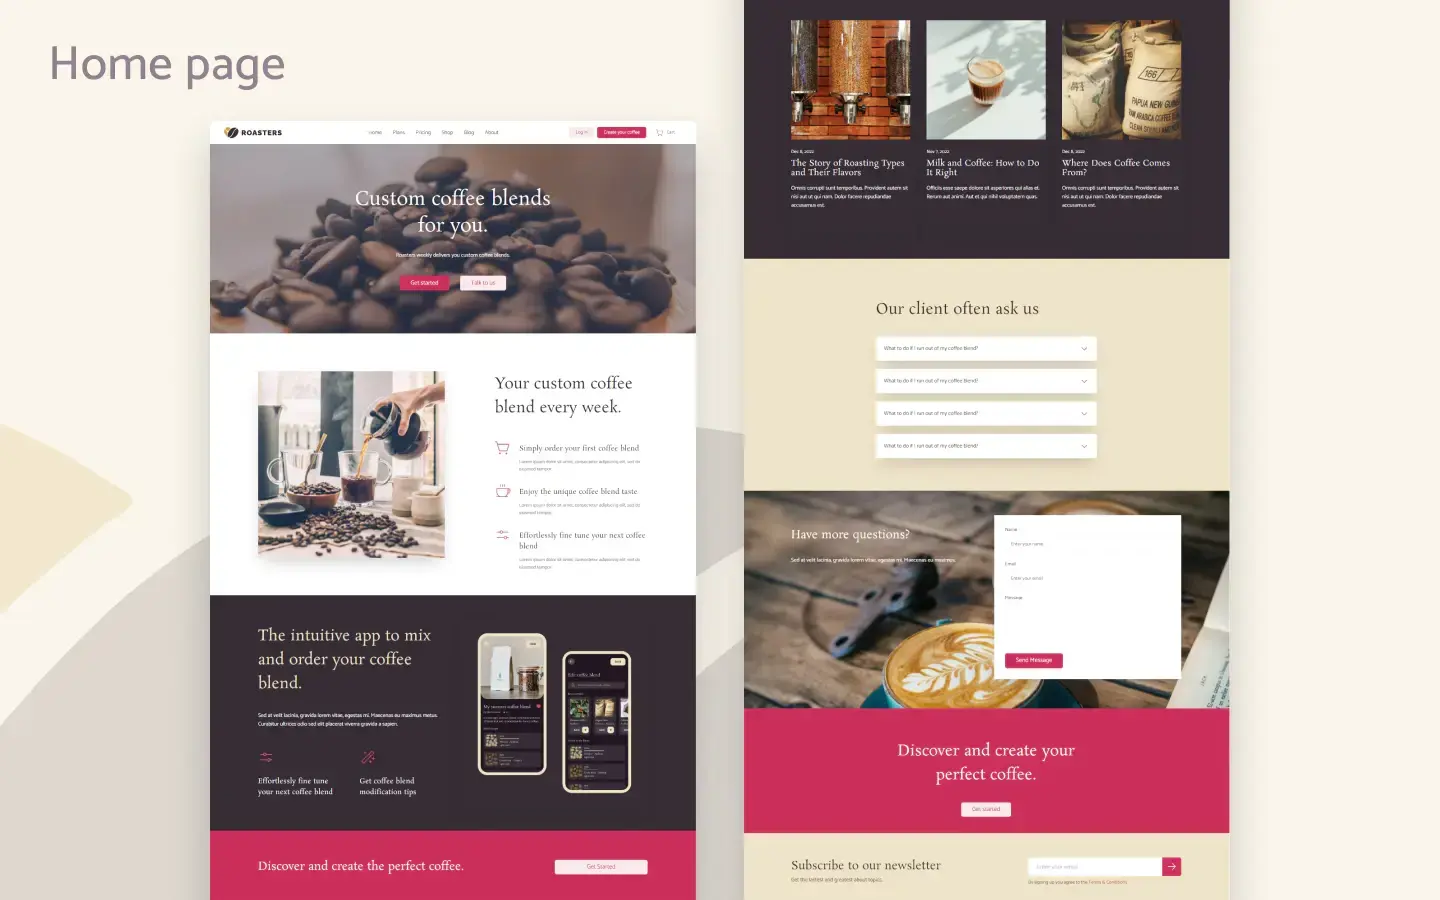 Home page
ROASTERS
Home Plans Pricing Shop Blog About
Log in Create your coffee Cart
Custom coffee blends
for you.
Roasters weekly delivers you custom coffee blends.
Get started Talk to us
Your custom coffee
blend every week.
Simply order your first coffee blend
Lorem ipsum dolor sit amet, consectetur adipiscing elit, sed do
eiusmod tempor
Enjoy the unique coffee blend taste
Lorem ipsum dolor sit amet, consectetur adipiscing elit, sed do
eiusmod tempor
Effortlessly fine tune your next coffee
blend
Lorem ipsum dolor sit amet, consectetur adipiscing elit, sed do
eiusmod tempor
The intuitive app to mix
and order your coffee
blend.
Sed at velit lacinia, gravida lorem vitae, egestas mi. Maecenas eu maximus metus.
Curabitur ultrices odio sed elit placerat viverra gravida a sapien.
Effortlessly fine tune
your next coffee blend
Get coffee blend
modification tips
My success coffee blend
Edit coffee blend
Discover and create the perfect coffee.
Get Started
166/
PAPUA NEW GUINEA
Dec 8, 2022
The Story of Roasting Types
and Their Flavors
Omnis corrupti sunt temporibus. Provident autem sit
nisi aut ut qui nam. Dolor facere repudiandae
accusamus est.
Nov 7, 2022
Milk and Coffee: How to Do
It Right
Officiis esse saepe dolore sit asperiores qui alias et.
Rerum aut animi. Aut et qui nihil voluptatem quas.
Dec 8, 2022
Where Does Coffee Comes
From?
Omnis corrupti sunt temporibus. Provident autem sit
nisi aut ut qui nam. Dolor facere repudiandae
accusamus est.
Our client often ask us
What to do if I run out of my coffee blend?
What to do if I run out of my coffee blend?
What to do if I run out of my coffee blend?
What to do if I run out of my coffee blend?
Have more questions?
Sed at velit lacinia, gravida lorem vitae, egestas mi. Maecenas eu maximus
Name
Enter your name
Email
Enter your email
Message
Send Message
Discover and create your
perfect coffee.
Get started
Subscribe to our newsletter
Get the lastest and greatest about topics.
Enter your email
By signing up you agree to the Terms & Conditions